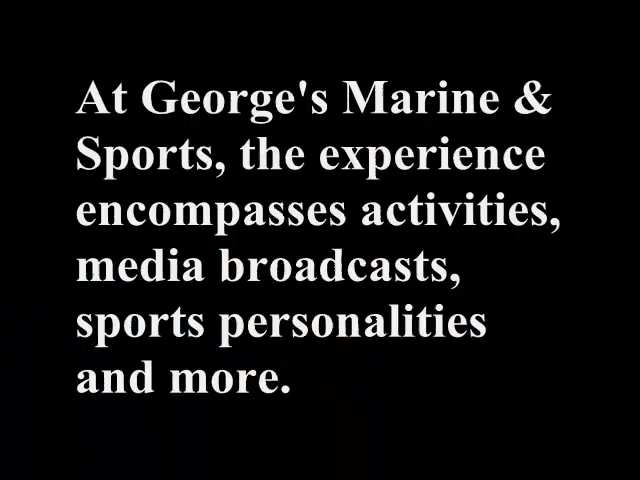 At George's Marine &
Sports, the experience
encompasses activities,
media broadcasts,
sports personalities
and more.